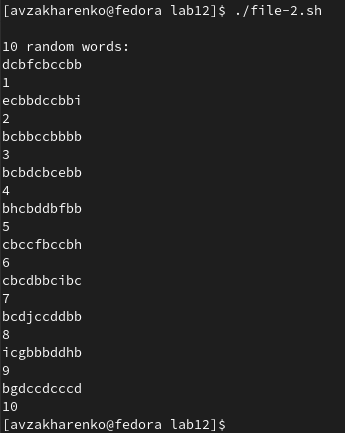 [avzakharenko@fedora lab12]$ ./file-2.sh
10 random words:
dcbfcbccbb
1
ecbbdccbbi
2
bcbbccbbbb
3
bcbdcbcebb
4
bhcbddbfbb
5
cbccfbccbh
6
cbcdbbcibc
7
bcdjccddbb
8
icgbbbddhb
9
bgdccdcccd
10
[avzakharenko@fedora lab12]$